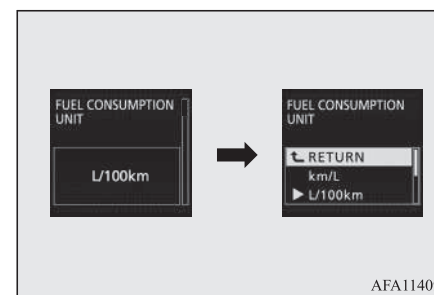 FUEL CONSUMPTION
UNIT
L/100km
FUEL CONSUMPTION
UNIT
RETURN
km/L
L/100km
AFA1140